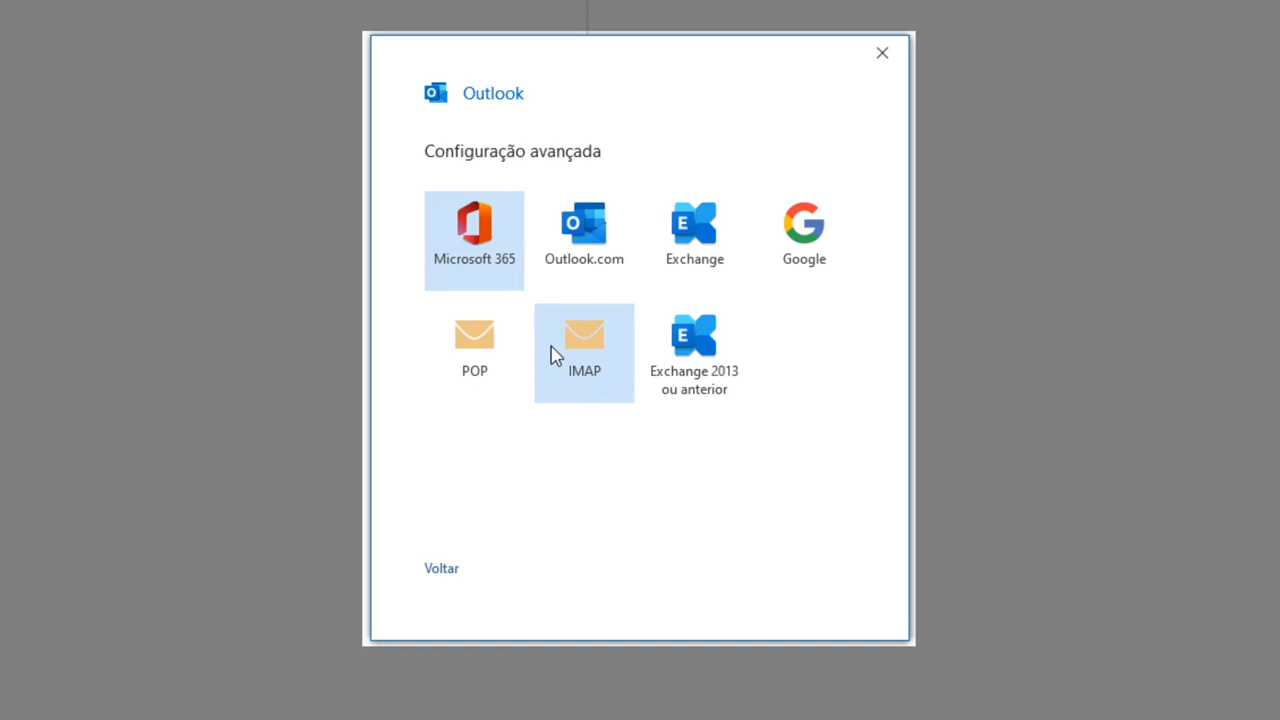 Outlook
Configuração avançada
Microsoft 365
Outlook.com
Exchange
Google
POP
IMAP
Exchange 2013
ou anterior
Voltar